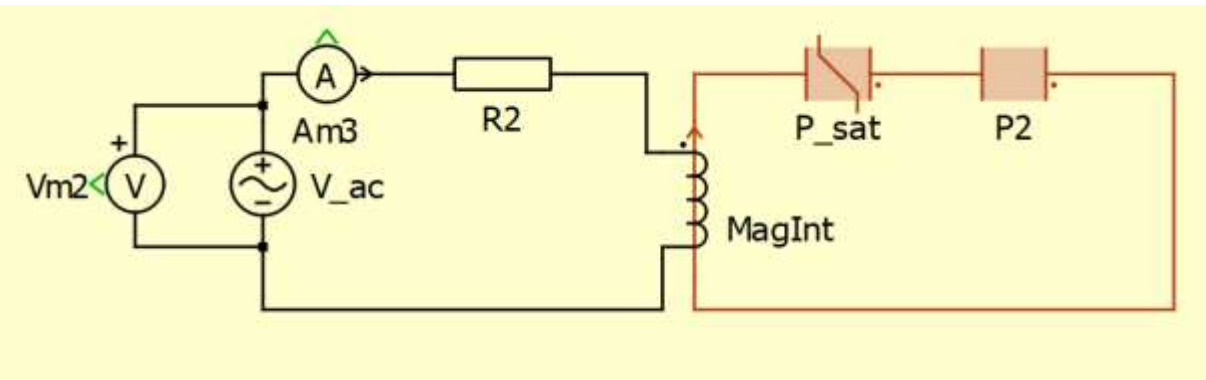 A
Am3
R2
P_sat
P2
+
Vm2
V
+
−
V_ac
MagInt